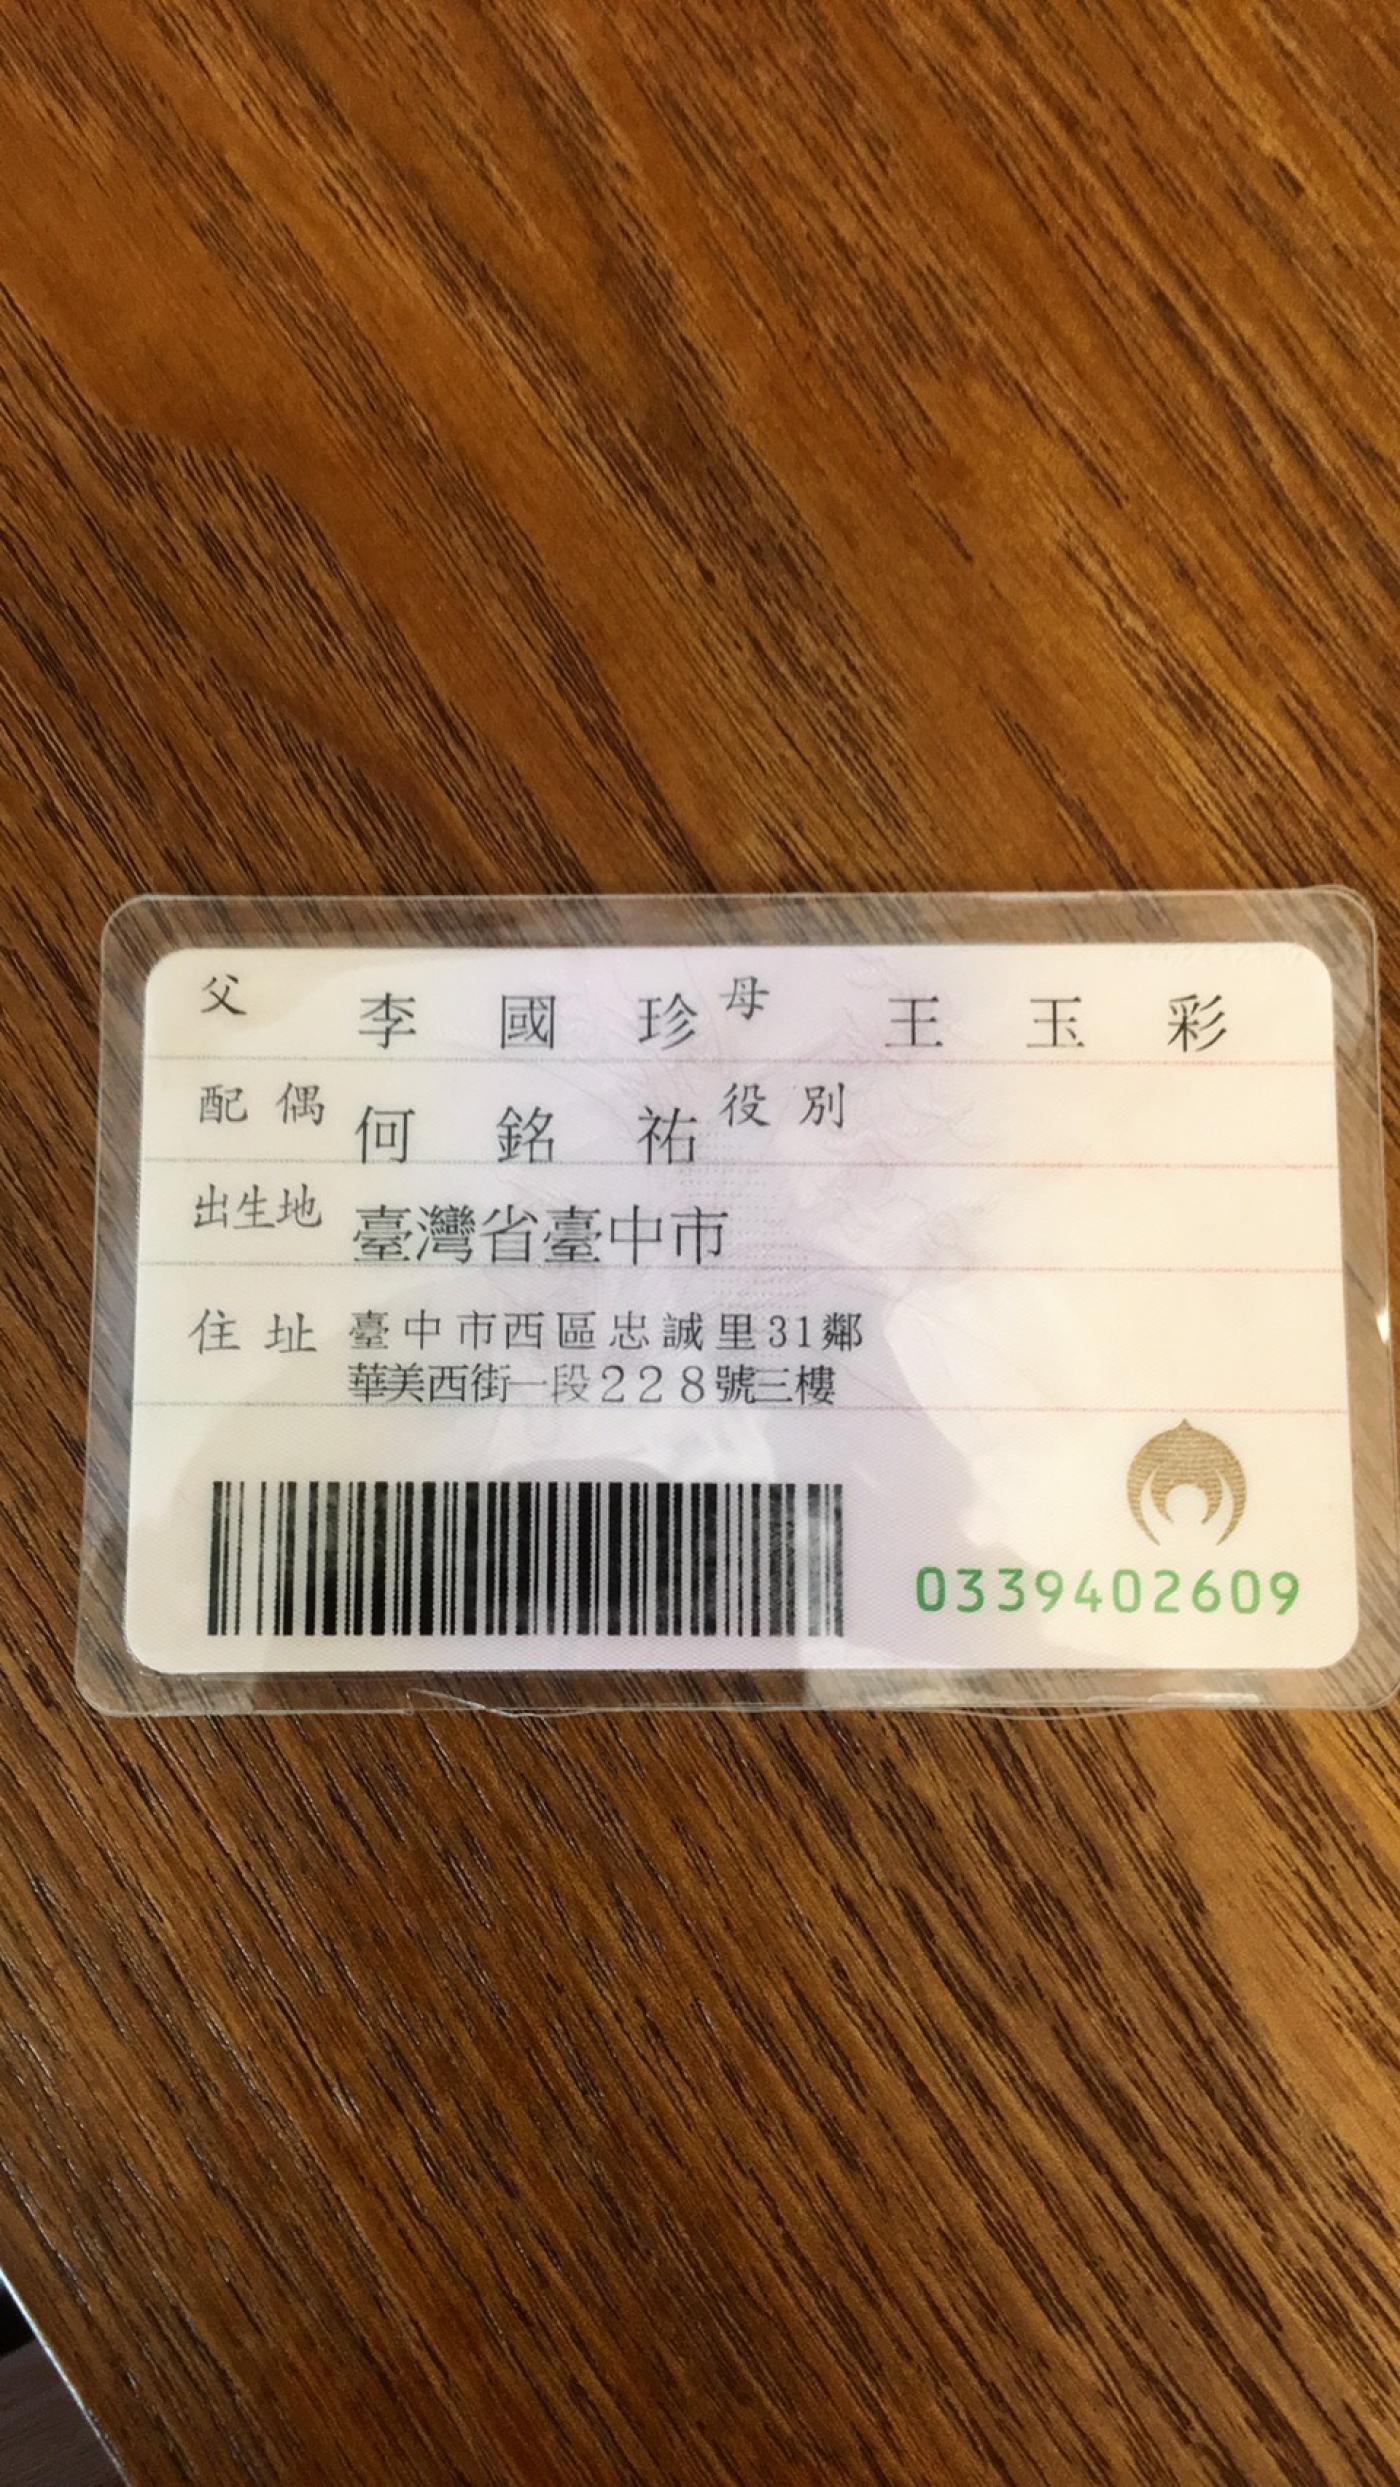 父 李國珍 母 王玉彩
配偶 何銘祐 役別
出生地 臺灣省臺中市
住址 臺中市西區忠誠里31鄰
華美西街一段228號三樓
0339402609